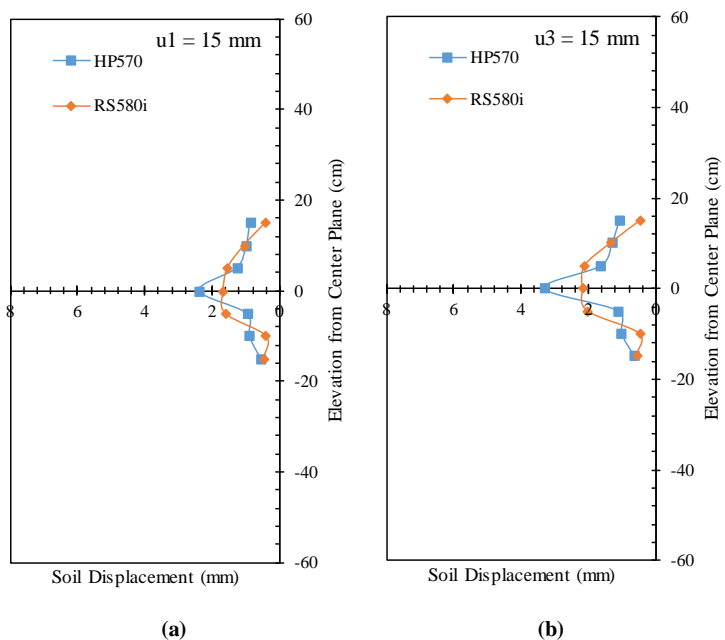 u1 = 15 mm
HP570
RS580i
60
40
20
0
-20
-40
-60
8
6
4
2
0
Elevation from Center Plane (cm)
Soil Displacement (mm)
(a)
u3 = 15 mm
HP570
RS580i
60
40
20
0
-20
-40
-60
8
6
4
2
0
Elevation from Center Plane (cm)
Soil Displacement (mm)
(b)